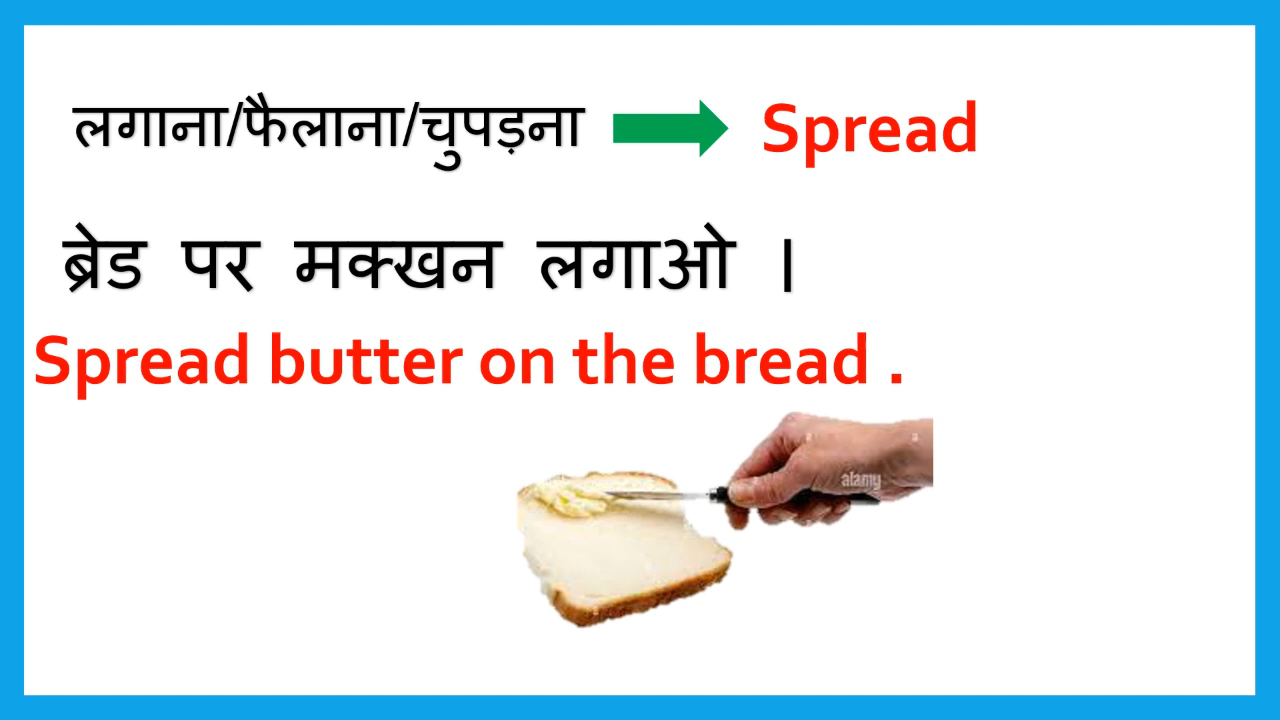 लगाना/फैलाना/चुपड़ना Spread
ब्रेड पर मक्खन लगाओ ।
Spread butter on the bread .
alamy
a
a